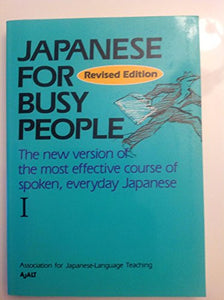 JAPANESE
FOR Revised Edition
BUSY
PEOPLE
The new version of
the most effective course of
spoken, everyday Japanese
I
Association for Japanese-Language Teaching
AJALT